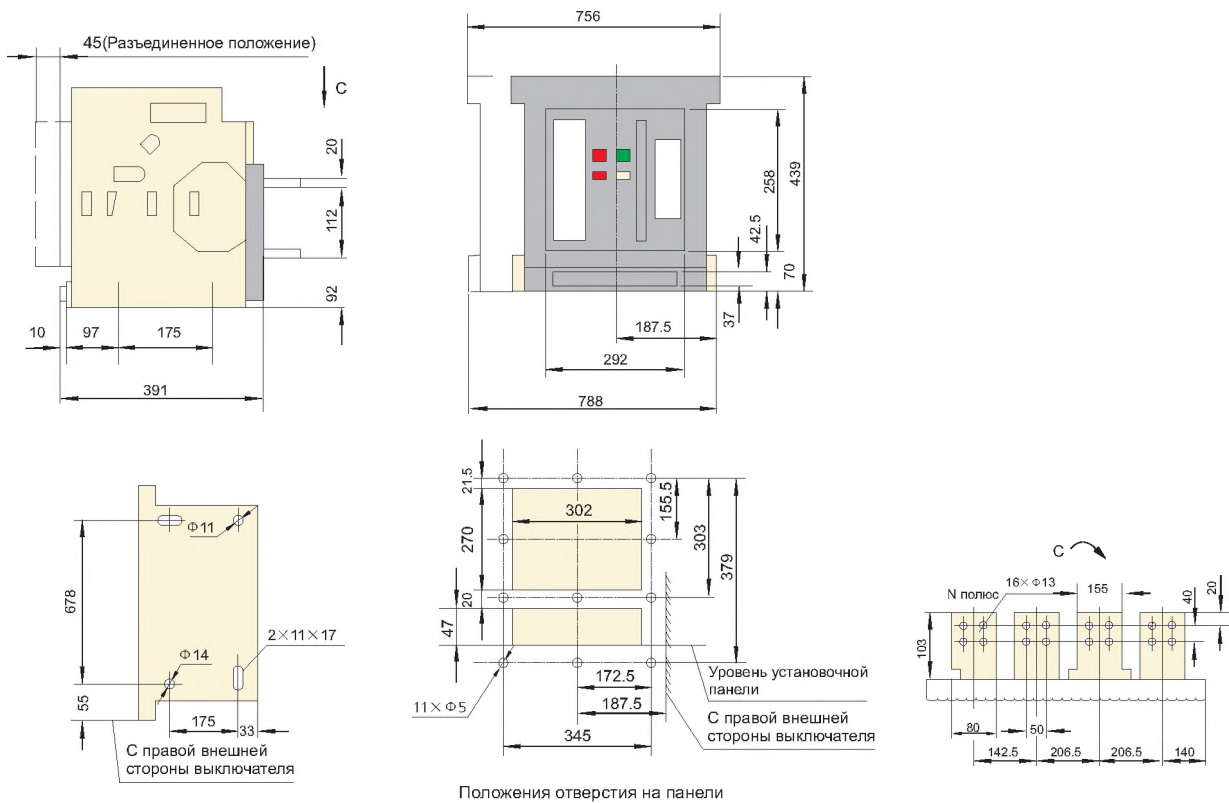 45(Разъединенное положение)
C
20
112
92
10
97
175
391
756
439
258
42.5
70
37
187.5
292
788
678
55
Φ11
Φ14
2×11×17
175
33
С правой внешней
стороны выключателя
21.5
270
20
47
302
155.5
303
379
11×Φ5
172.5
187.5
345
Уровень установочной
панели
С правой внешней
стороны выключателя
Положения отверстия на панели
C
N полюс
16×Φ13
155
40
20
103
80
50
142.5
206.5
206.5
140